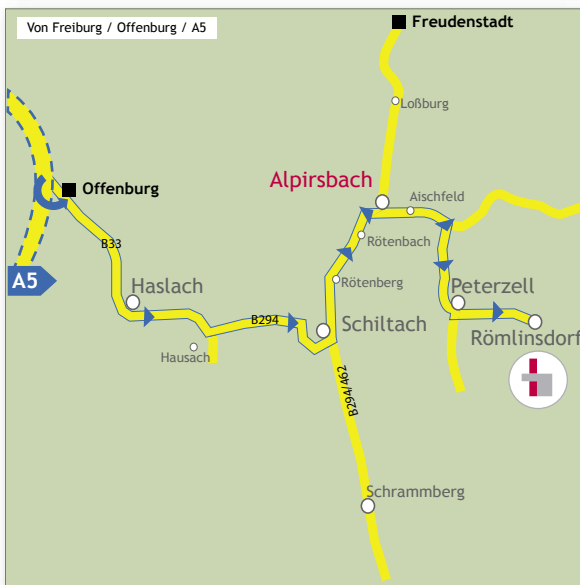 Von Freiburg / Offenburg / A5
Freudenstadt
Loßburg
Alpirsbach
Aischfeld
Offenburg
Rötenbach
B33
A5
Rötenberg
Haslach
Peterzell
B294
Schiltach
Römlinsdorf
Hausach
B294/462
Schrammberg